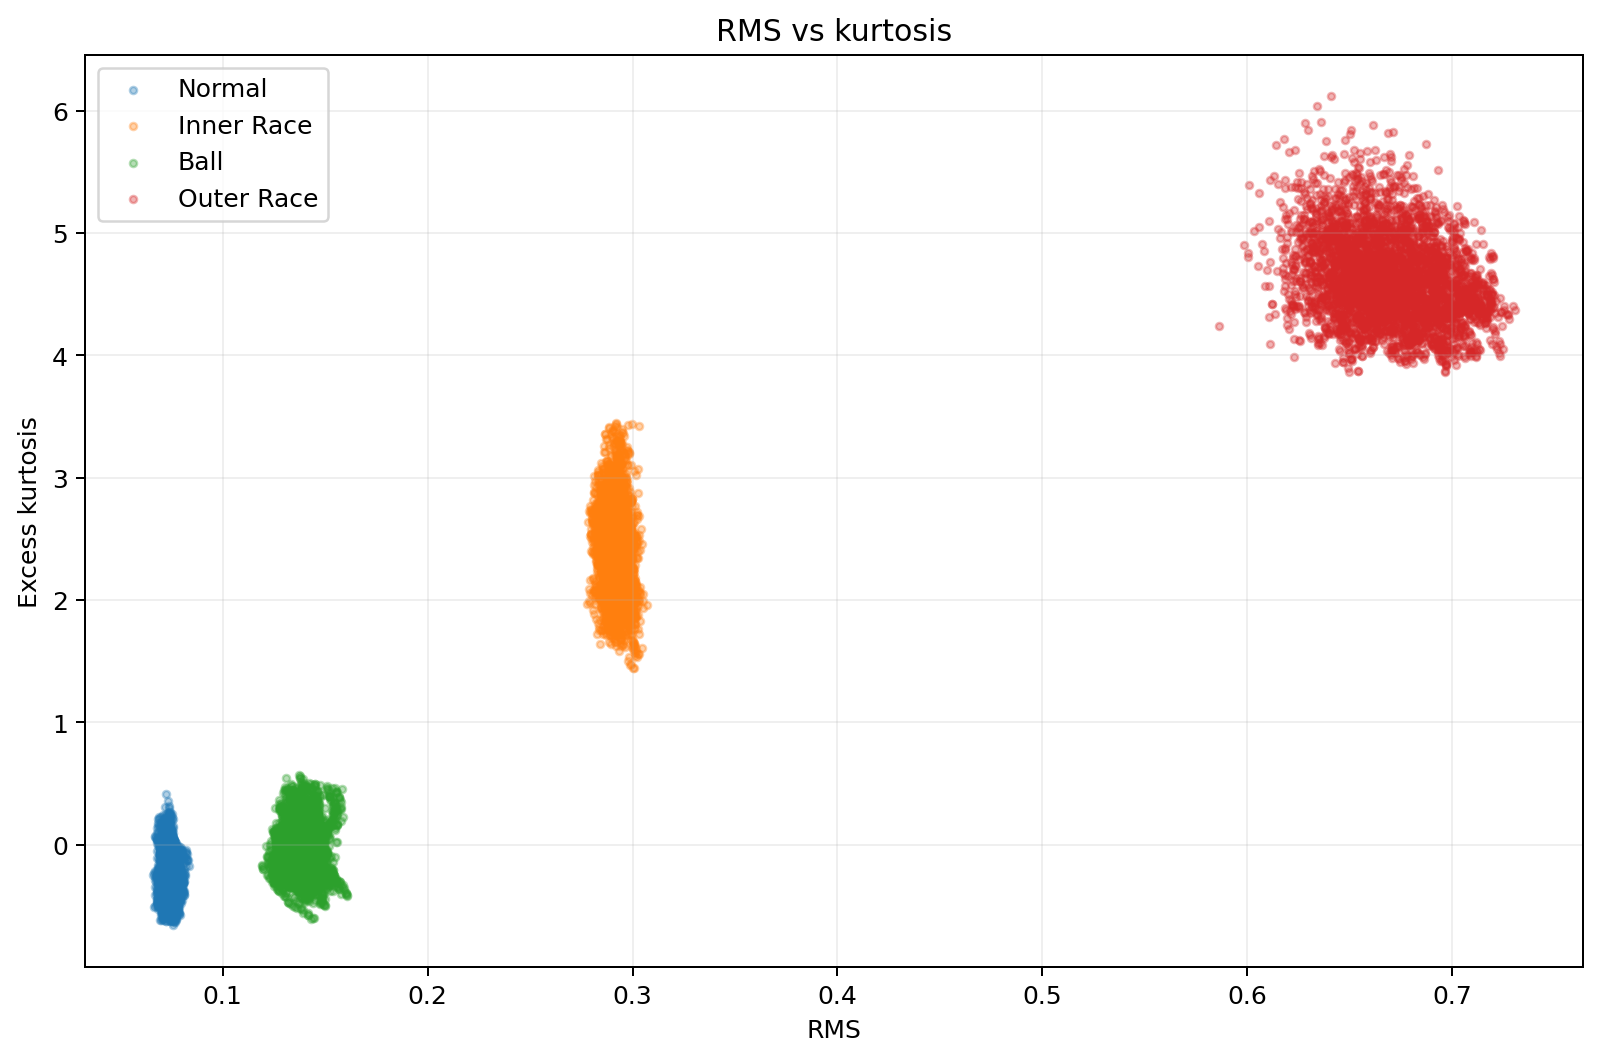 RMS vs kurtosis
Normal
Inner Race
Ball
Outer Race
Excess kurtosis
6
5
4
3
2
1
0
0.1 0.2 0.3 0.4 0.5 0.6 0.7
RMS